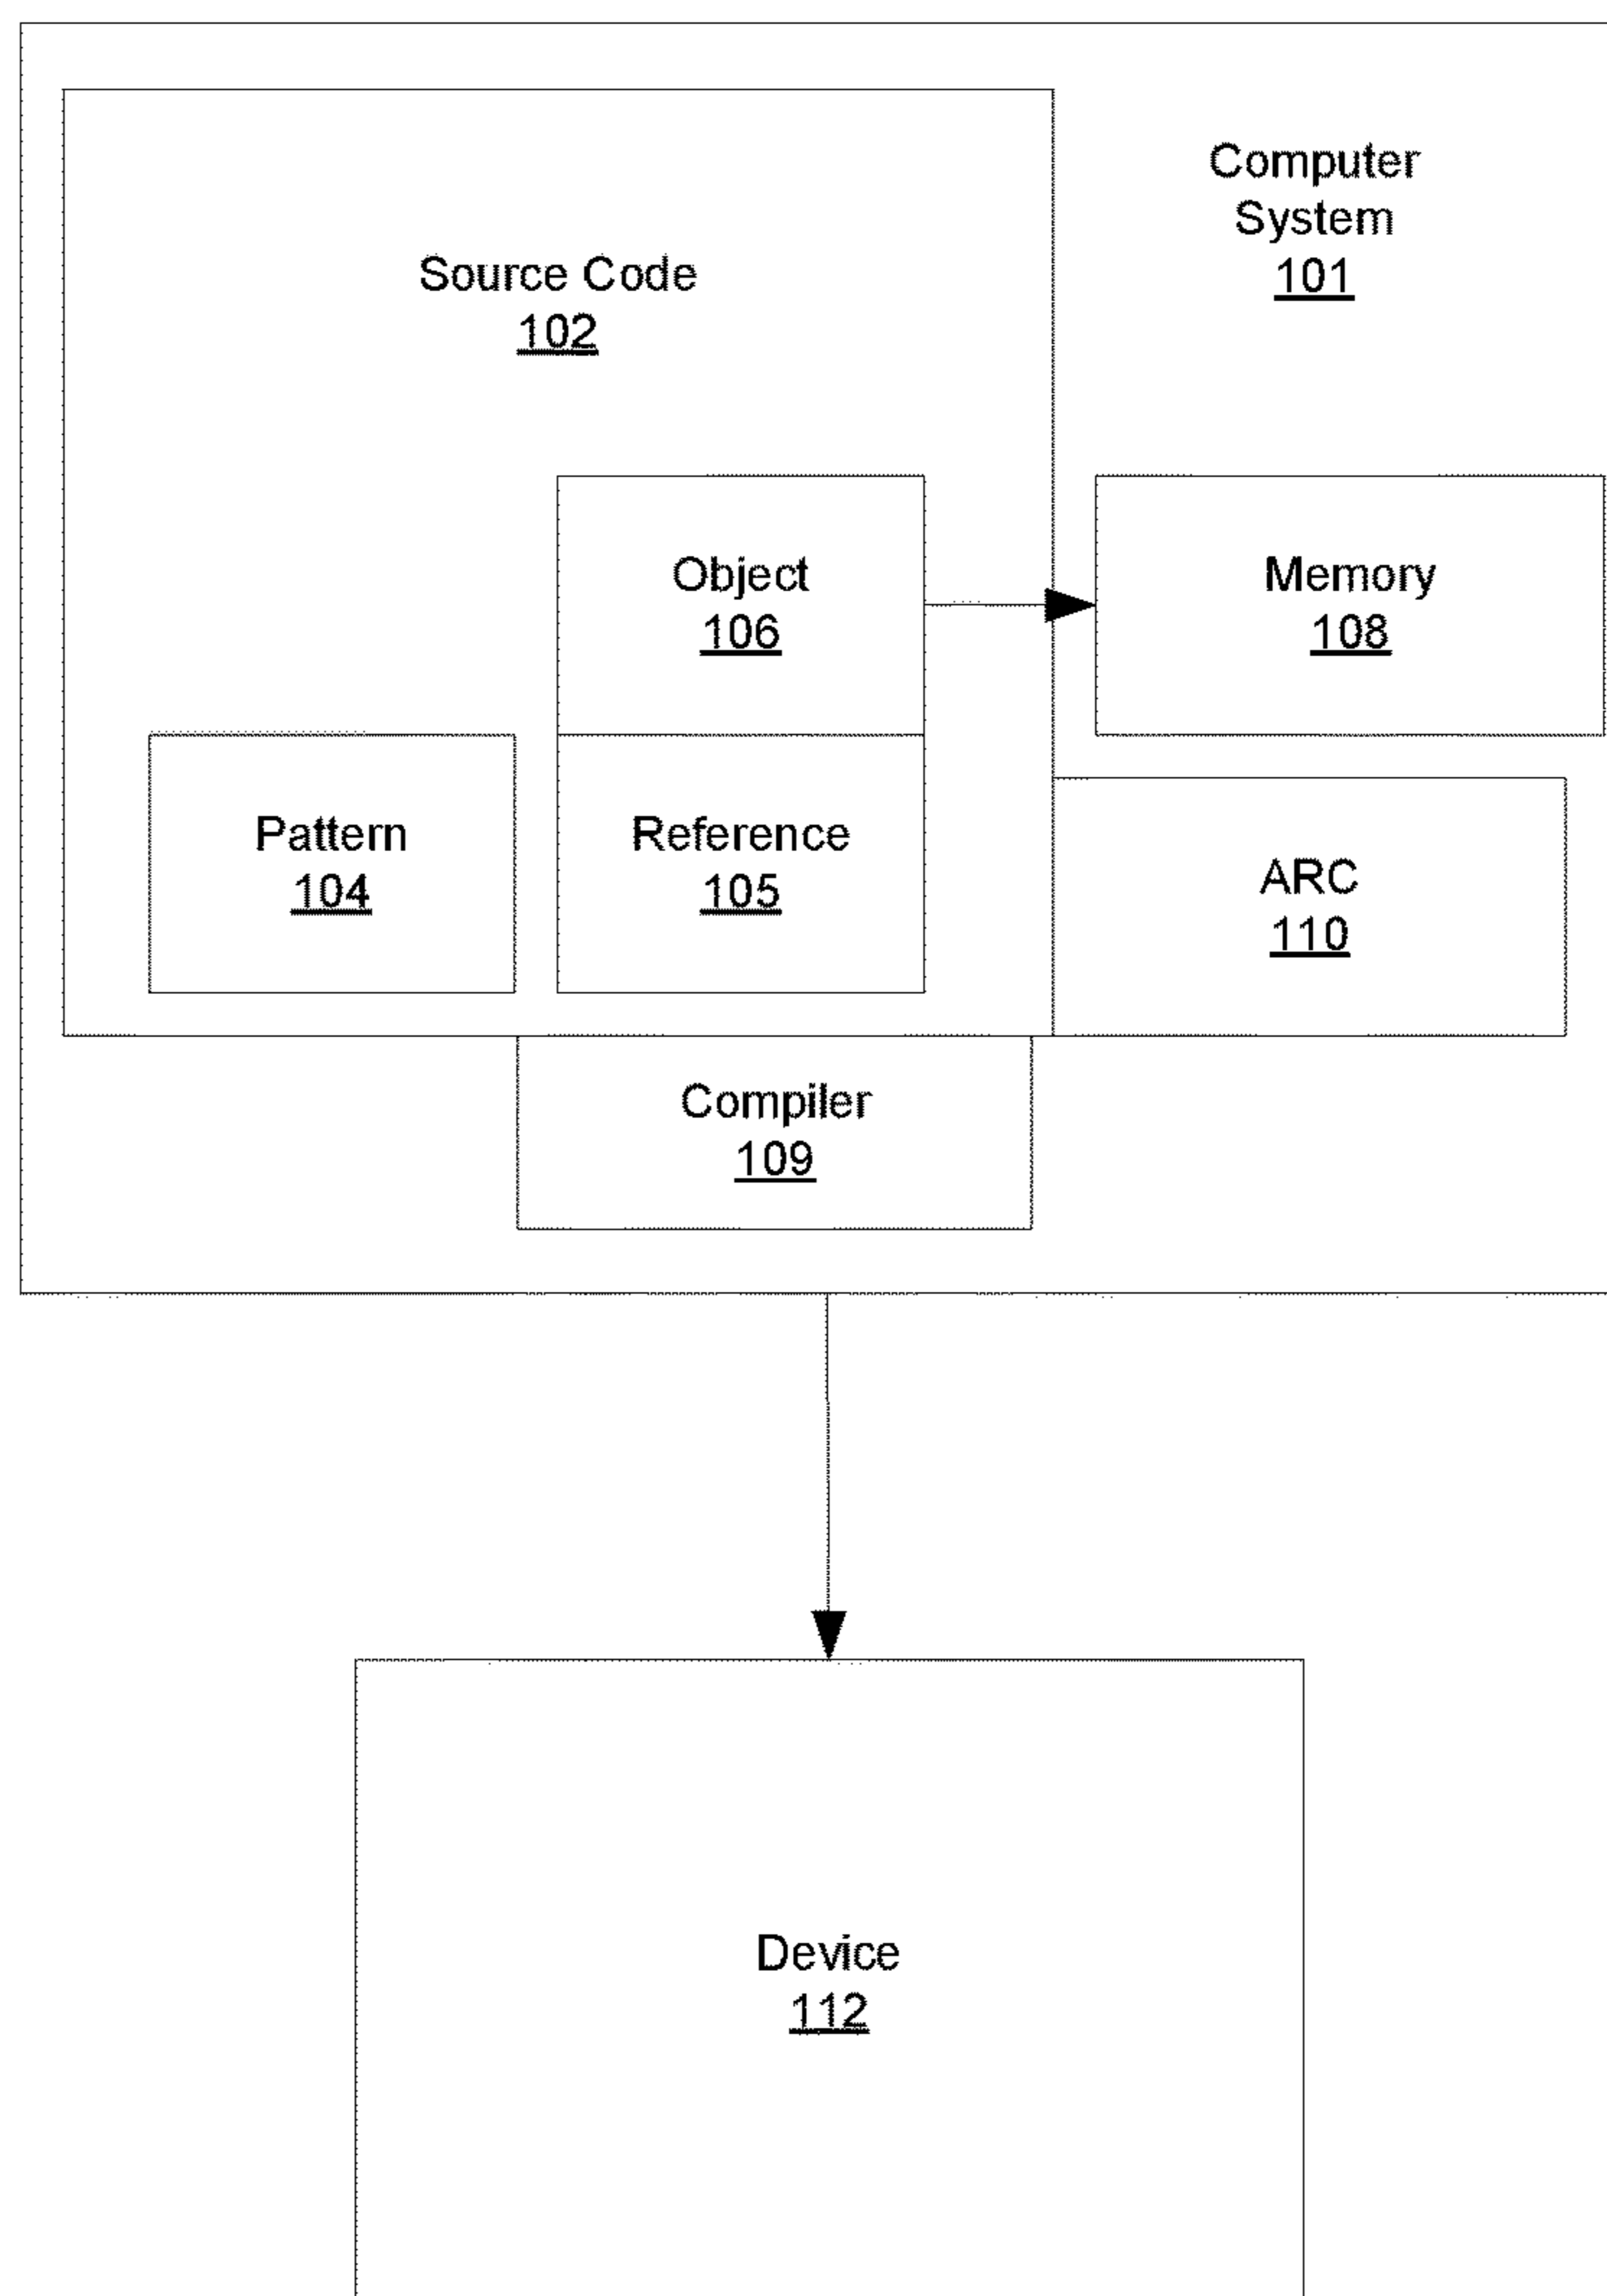 Computer
System
101
Source Code
102
Object
106
Memory
108
Pattern
104
Reference
105
ARC
110
Compiler
109
Device
112